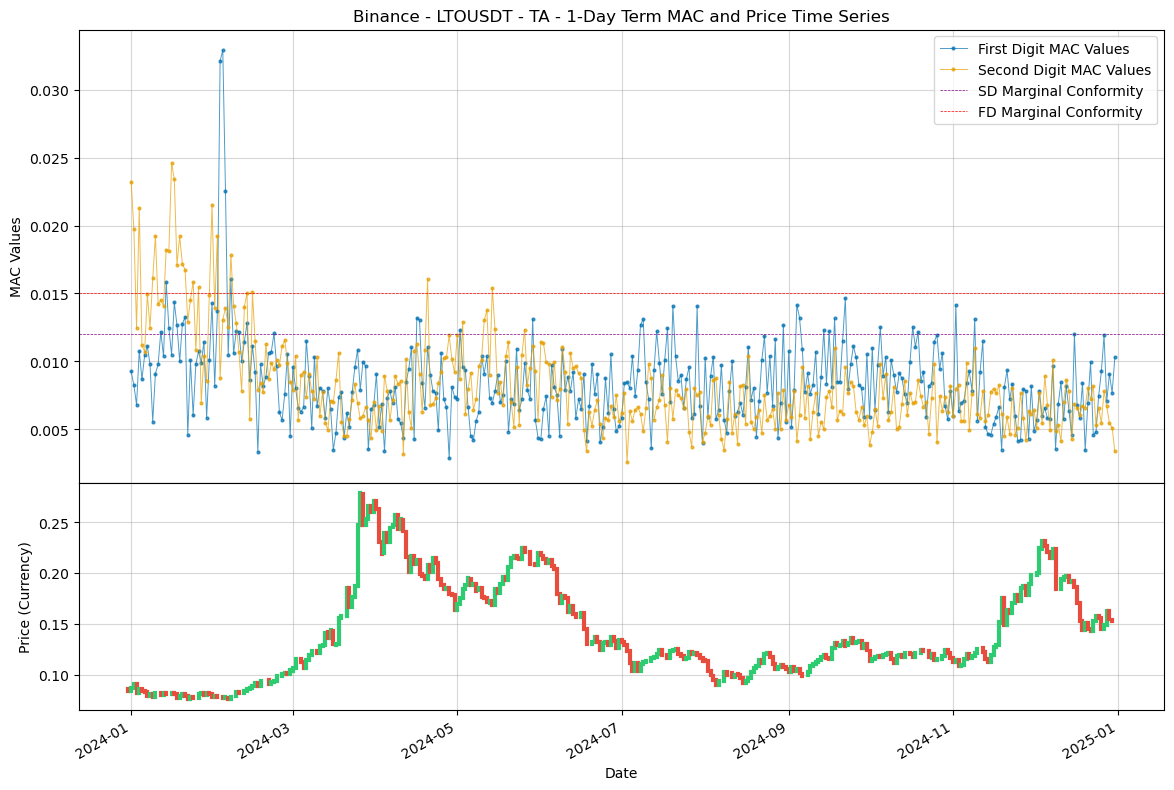 Binance - LTOUSDT - TA - 1-Day Term MAC and Price Time Series
First Digit MAC Values
Second Digit MAC Values
SD Marginal Conformity
FD Marginal Conformity
MAC Values
0.030
0.025
0.020
0.015
0.010
0.005
Price (Currency)
0.25
0.20
0.15
0.10
2024-01
2024-03
2024-05
2024-07
2024-09
2024-11
2025-01
Date